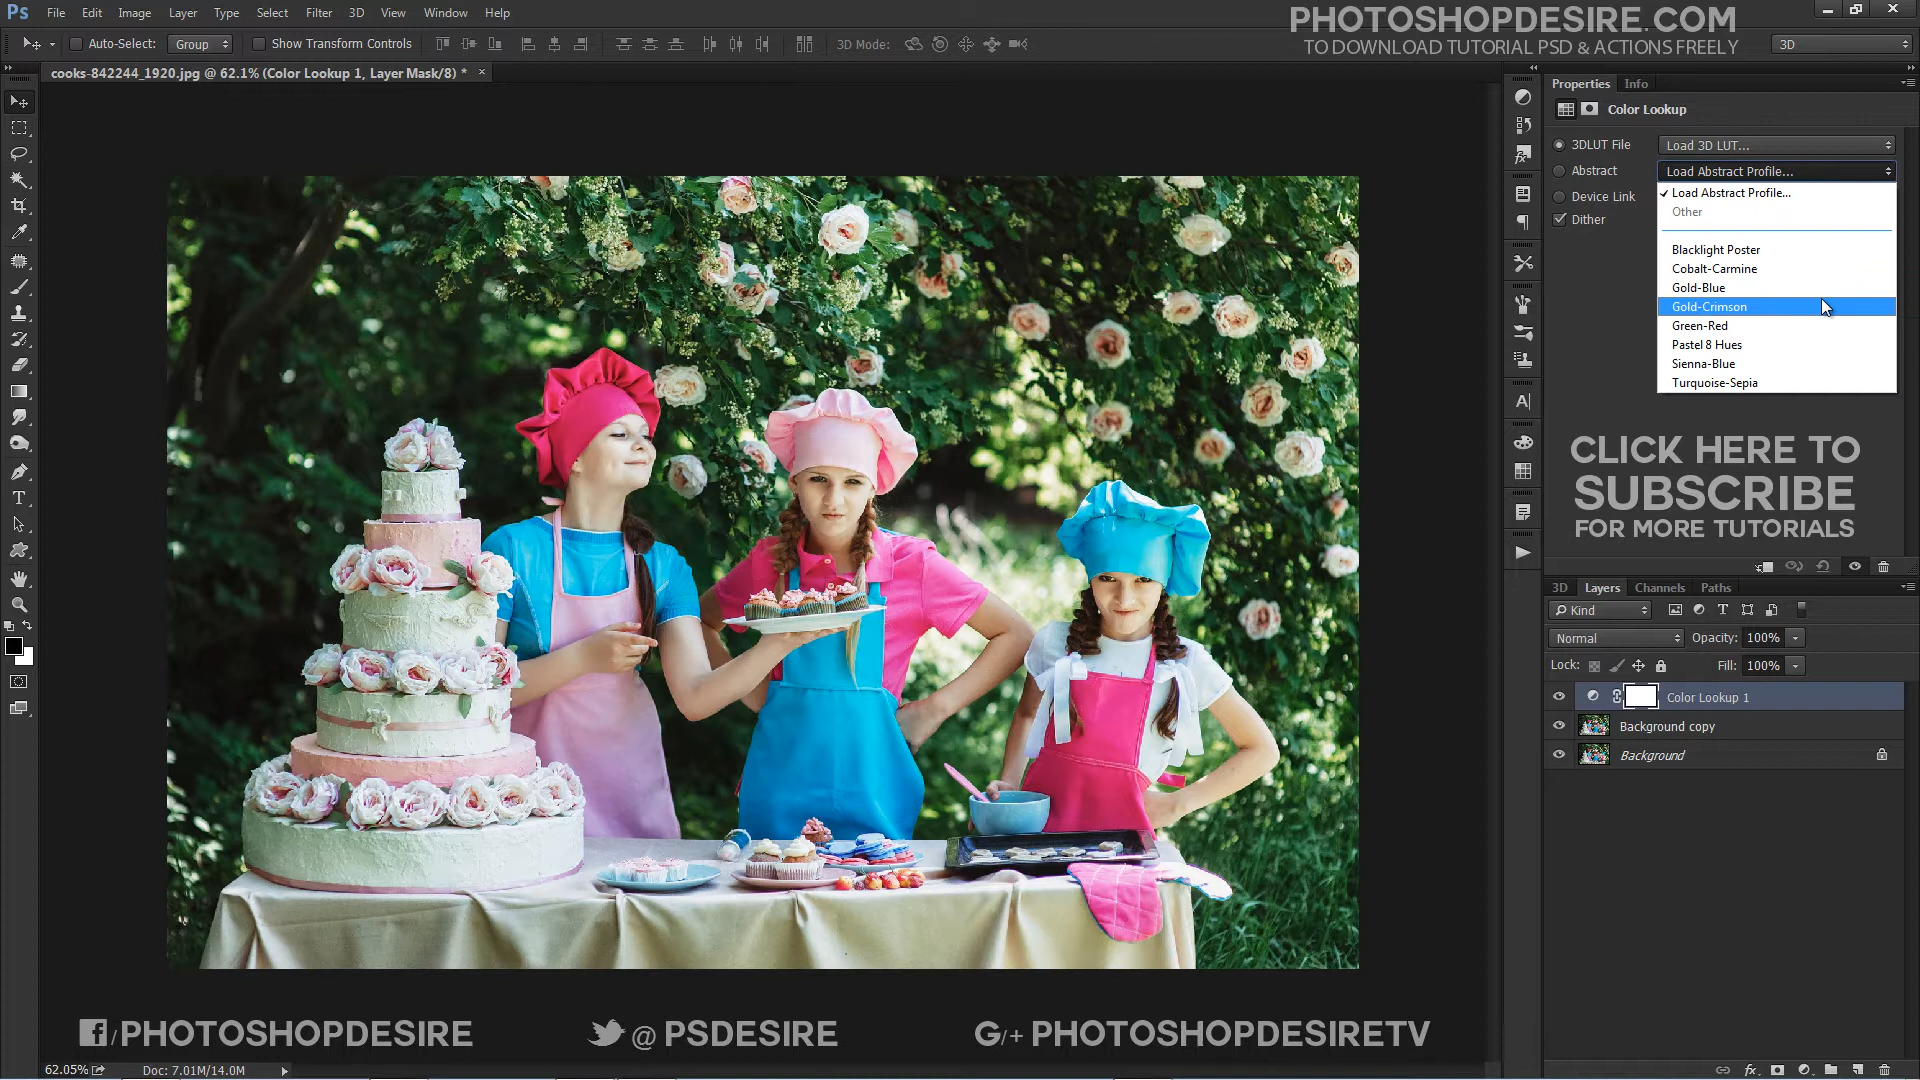 Ps File Edit Image Layer Type Select Filter 3D View Window Help
PHOTOSHOPDESIRE.COM
TO DOWNLOAD TUTORIAL PSD & ACTIONS FREELY
Auto-Select: Group Show Transform Controls 3D Mode: 3D
cooks-842244_1920.jpg @ 62.1% (Color Lookup 1, Layer Mask/8) * ×
Properties Info
Color Lookup
3DLUT File Load 3D LUT...
Abstract Load Abstract Profile...
Device Link
Dither
Load Abstract Profile...
Other
Blacklight Poster
Cobalt-Carmine
Gold-Blue
Gold-Crimson
Green-Red
Pastel 8 Hues
Sienna-Blue
Turquoise-Sepia
CLICK HERE TO
SUBSCRIBE
FOR MORE TUTORIALS
3D Layers Channels Paths
Kind
Normal Opacity: 100%
Lock: Fill: 100%
Color Lookup 1
Background copy
Background
f/PHOTOSHOPDESIRE @ PSDESIRE G/+ PHOTOSHOPDESIRETV
62.05% Doc: 7.01M/14.0M